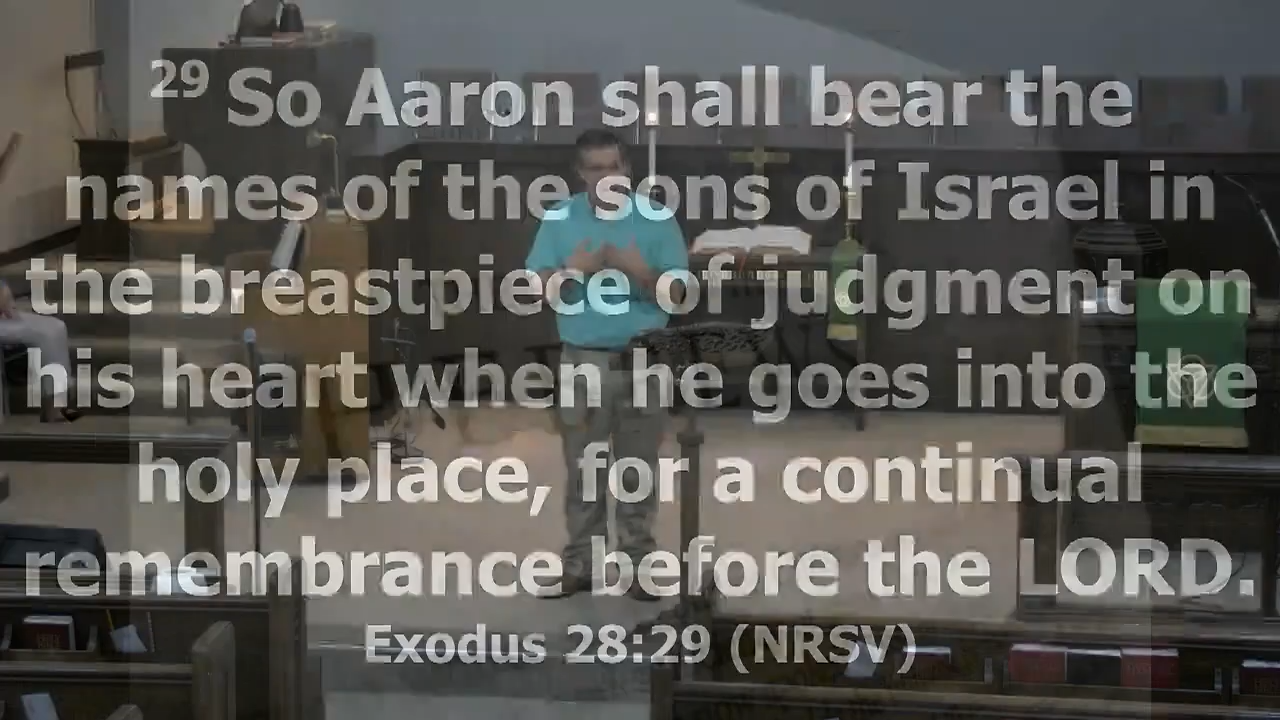 29 So Aaron shall bear the
names of the sons of Israel in
the breastpiece of judgment on
his heart when he goes into the
holy place, for a continual
remembrance before the LORD.
Exodus 28:29 (NRSV)